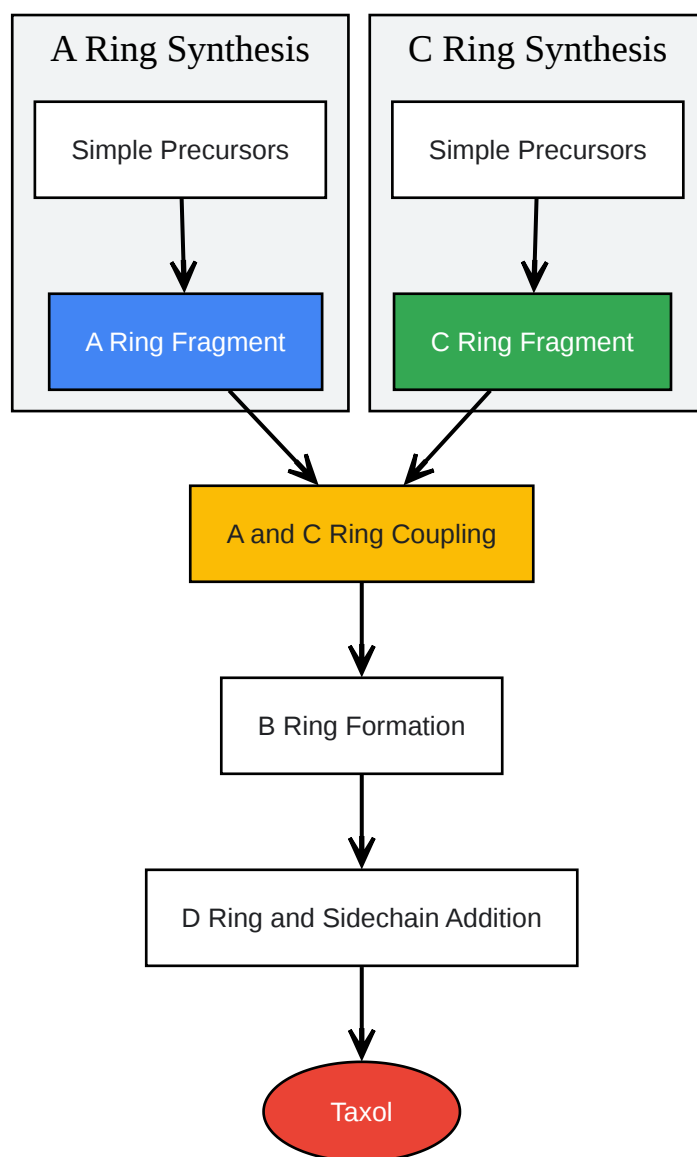 A Ring Synthesis
C Ring Synthesis
Simple Precursors
Simple Precursors
A Ring Fragment
C Ring Fragment
A and C Ring Coupling
B Ring Formation
D Ring and Sidechain Addition
Taxol